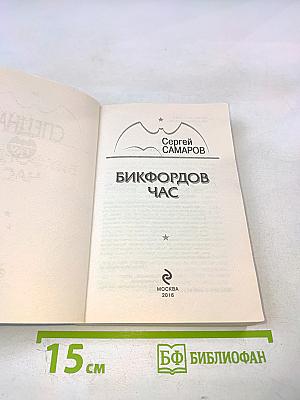 Сергей
САМАРОВ
БИКФОРДОВ
ЧАС
МОСКВА
2016
15 см
БФ БИБЛИОФАН